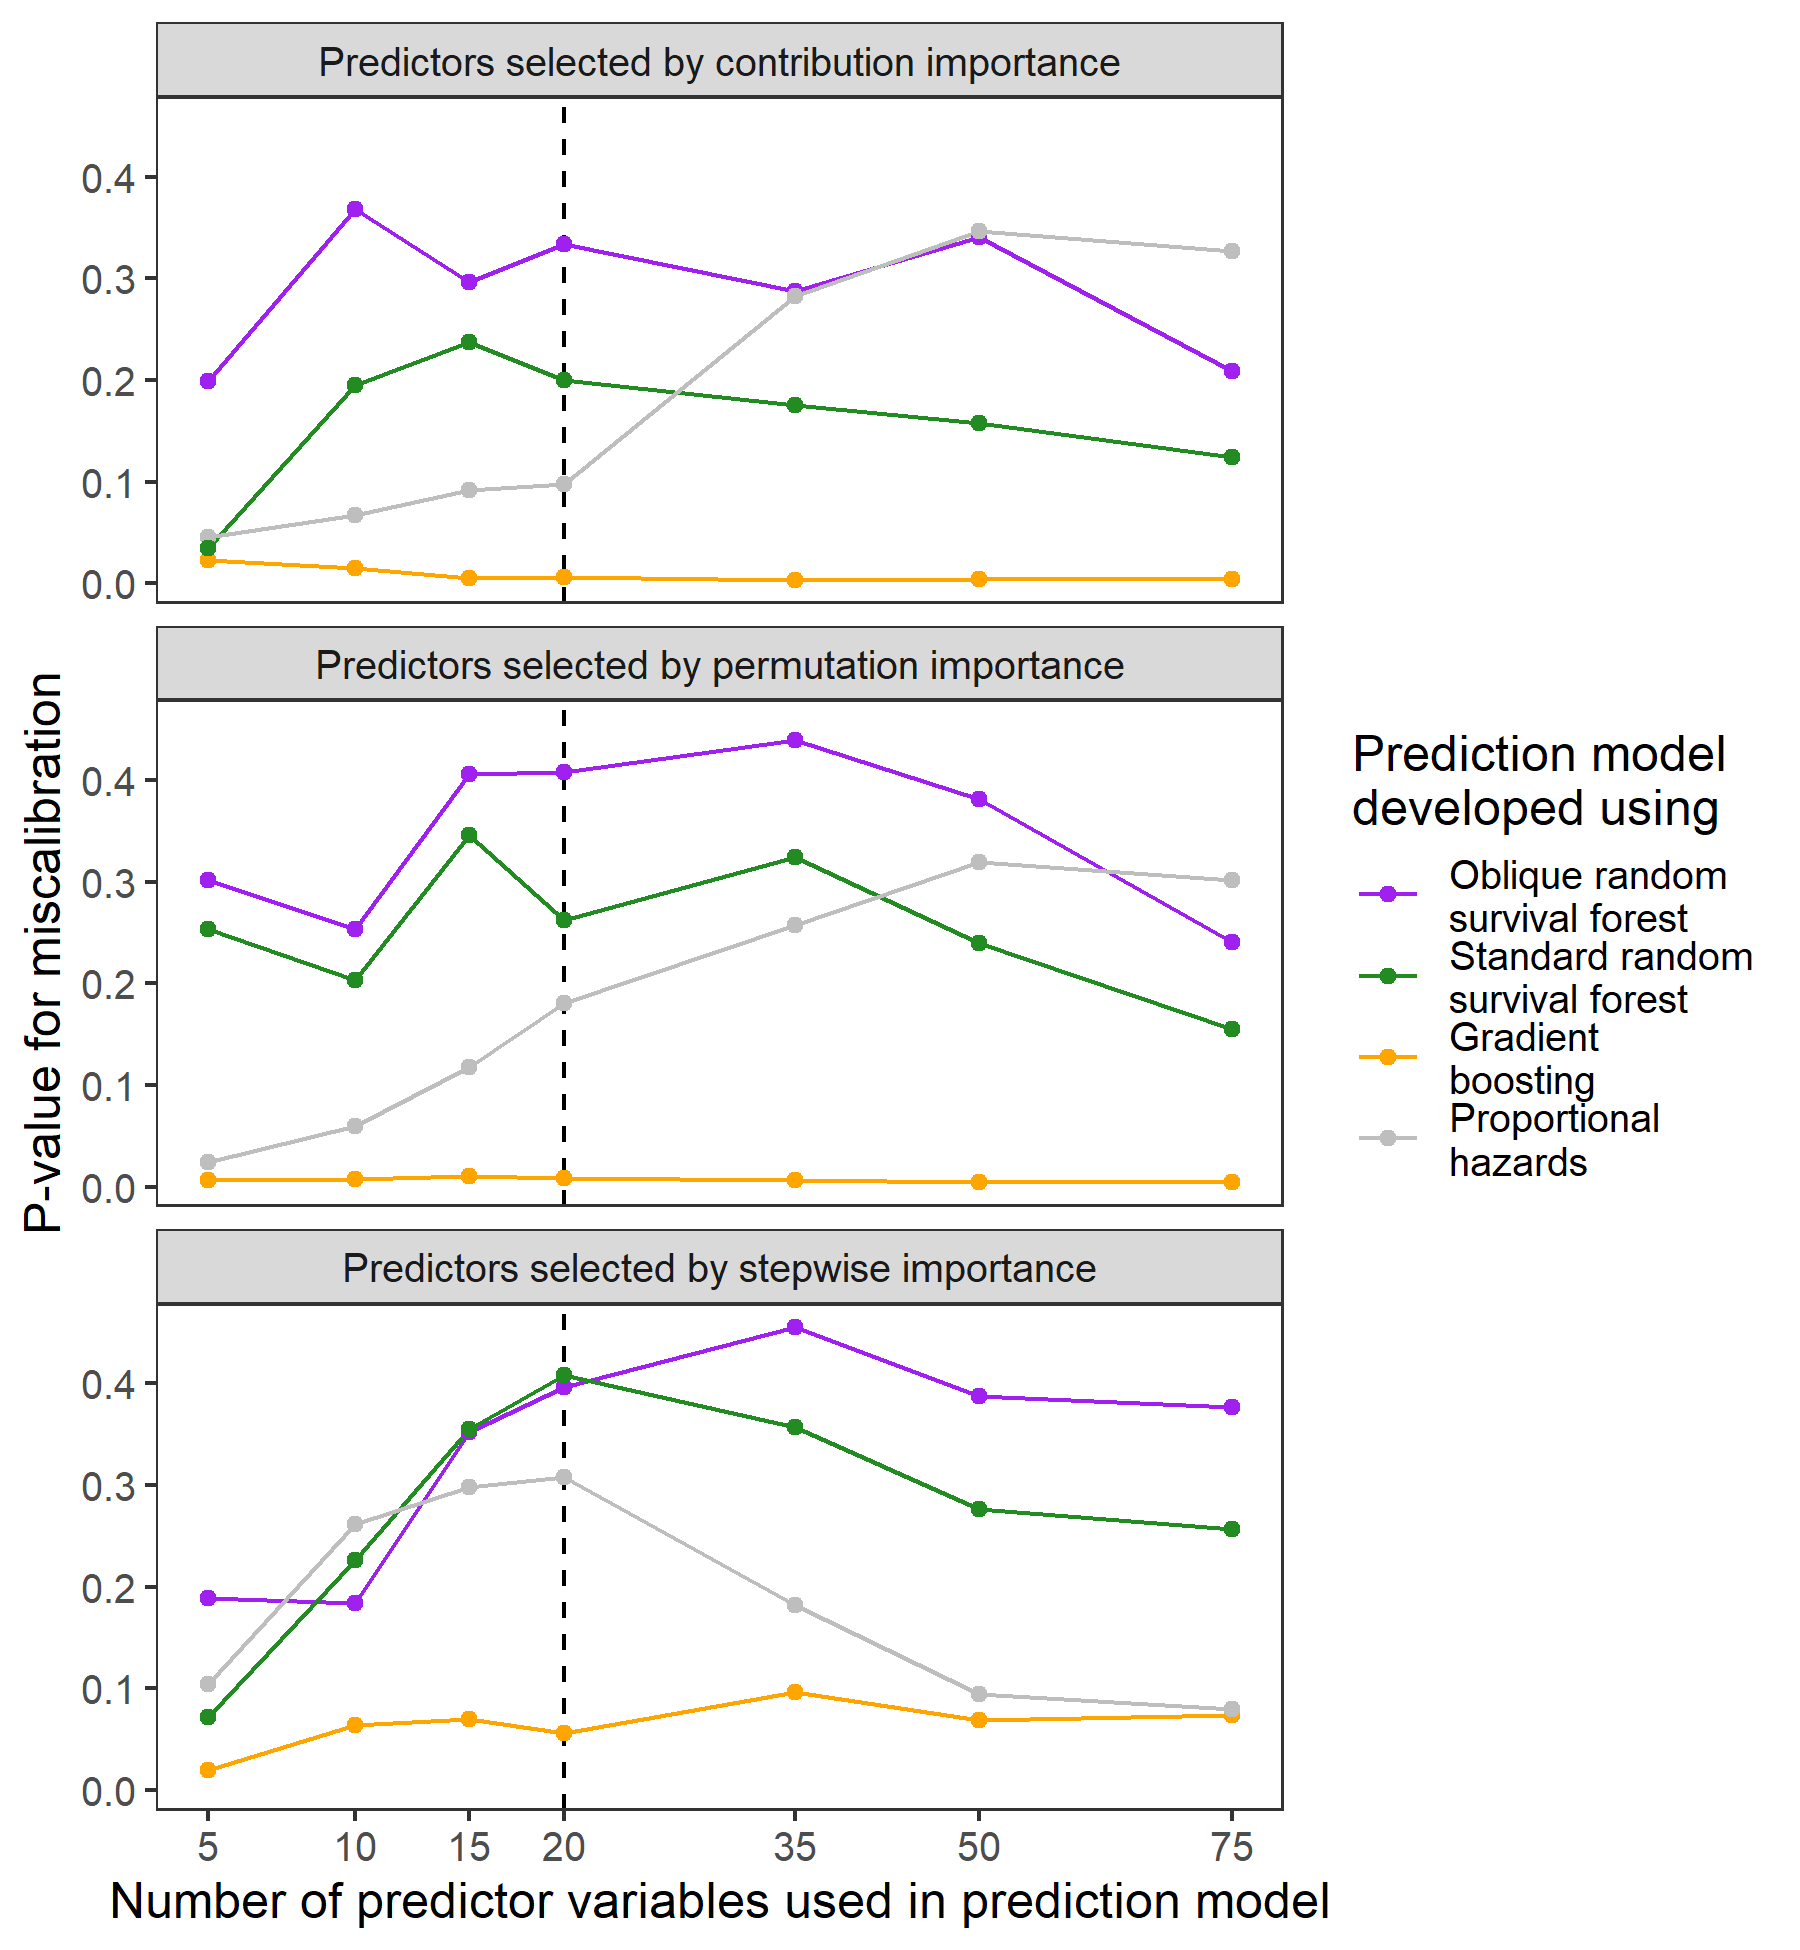 Predictors selected by contribution importance
0.4
0.3
0.2
0.1
0.0
Predictors selected by permutation importance
0.4
0.3
0.2
0.1
0.0
Predictors selected by stepwise importance
0.4
0.3
0.2
0.1
0.0
5 10 15 20 35 50 75
Number of predictor variables used in prediction model
P-value for miscalibration
Prediction model
developed using
Oblique random
survival forest
Standard random
survival forest
Gradient
boosting
Proportional
hazards